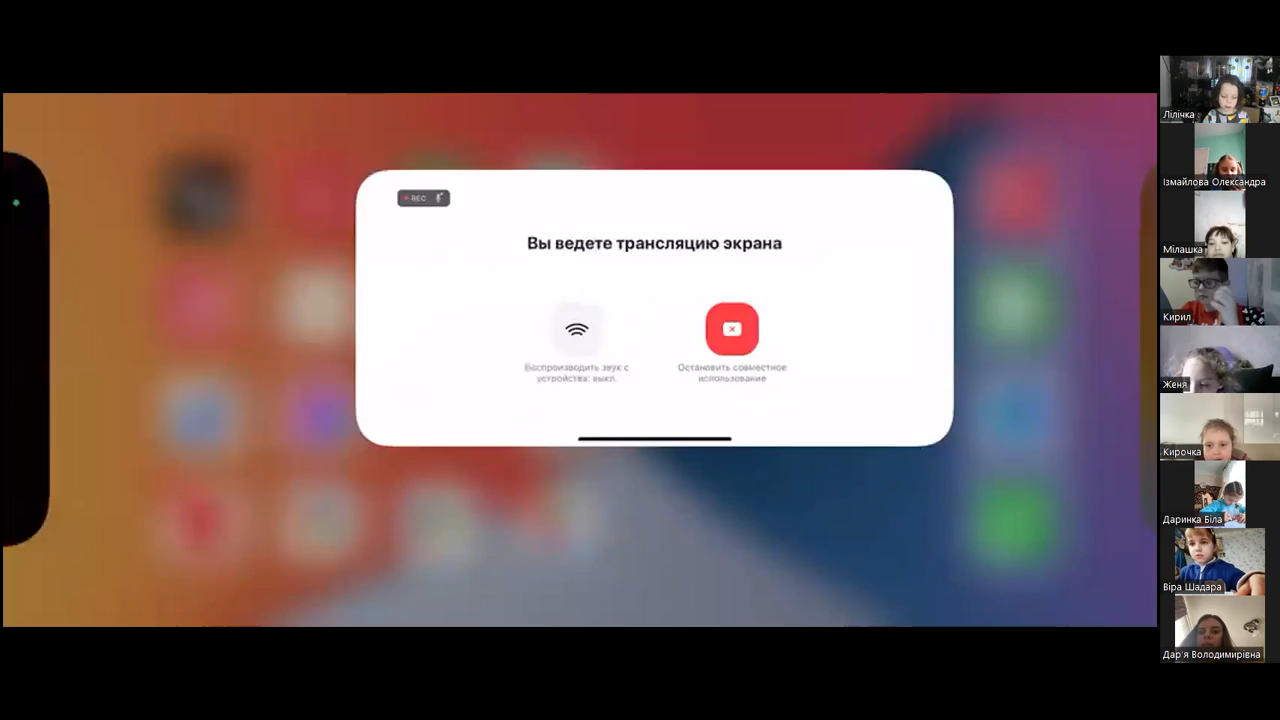 REC
Вы ведете трансляцию экрана
Воспроизводить звук с
устройства: выкл.
Остановить совместное
использование
Лілічка
Ізмайлова Олександра
Мілашка
Кирил
Женя
Кирочка
Даринка Біла
Віра Шадара
Дар'я Володимирівна